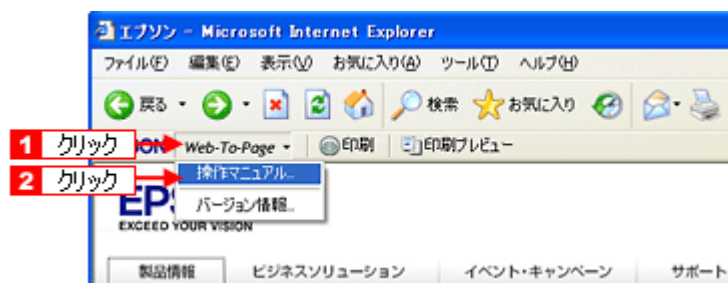 エプソン - Microsoft Internet Explorer
ファイル(F) 編集(E) 表示(V) お気に入り(A) ツール(T) ヘルプ(H)
戻る 検索 お気に入り
1 クリック SON Web-To-Page 印刷 印刷プレビュー
2 クリック 操作マニュアル...
EPS バージョン情報...
EXCEED YOUR VISION
製品情報 ビジネスソリューション イベント・キャンペーン サポート